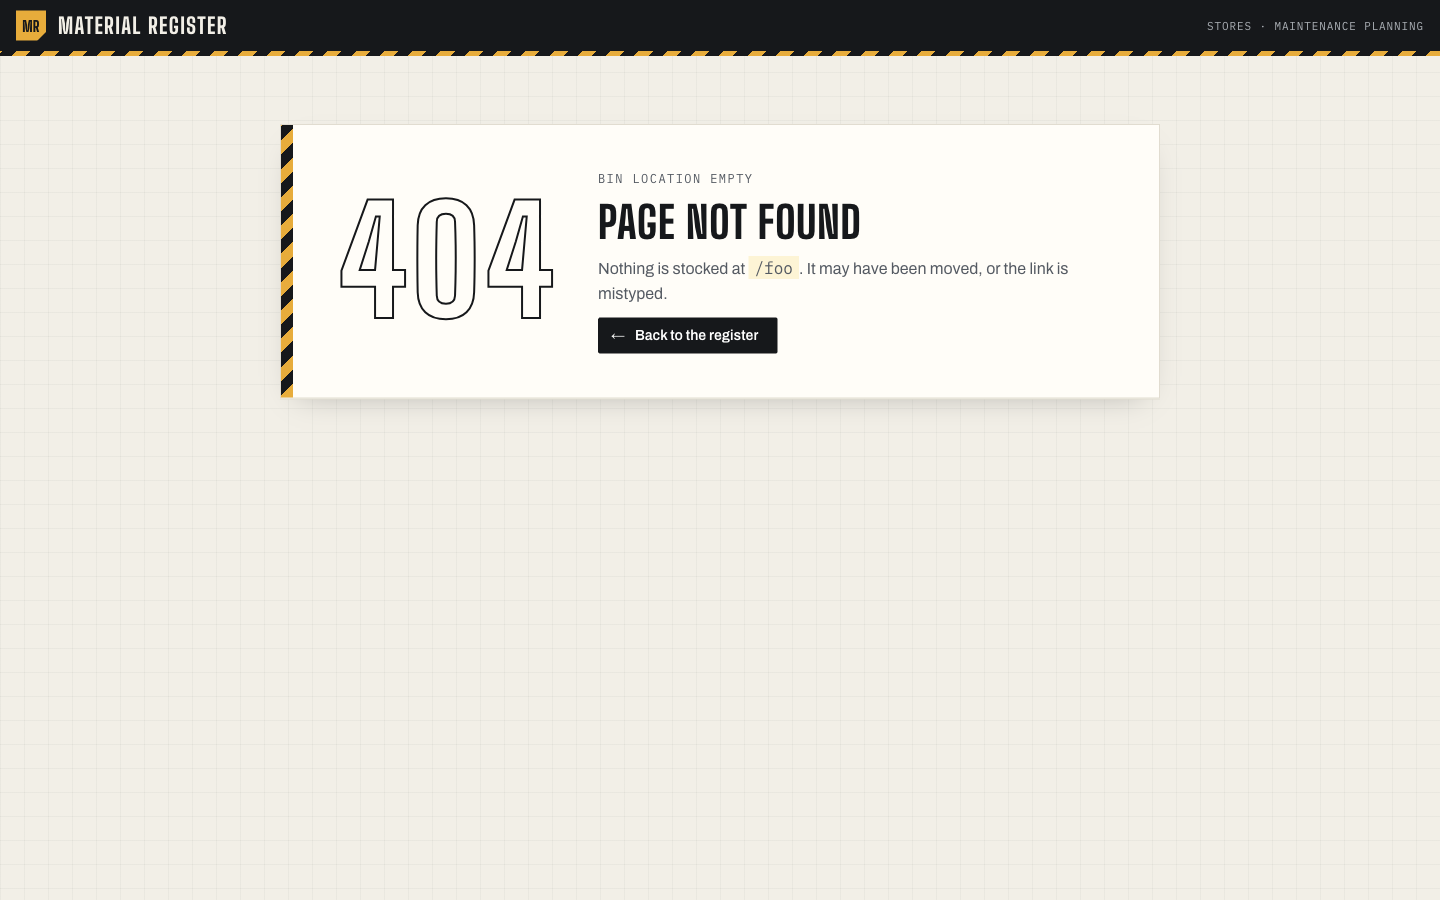 MR MATERIAL REGISTER
STORES · MAINTENANCE PLANNING
404
BIN LOCATION EMPTY
PAGE NOT FOUND
Nothing is stocked at /foo . It may have been moved, or the link is
mistyped.
← Back to the register